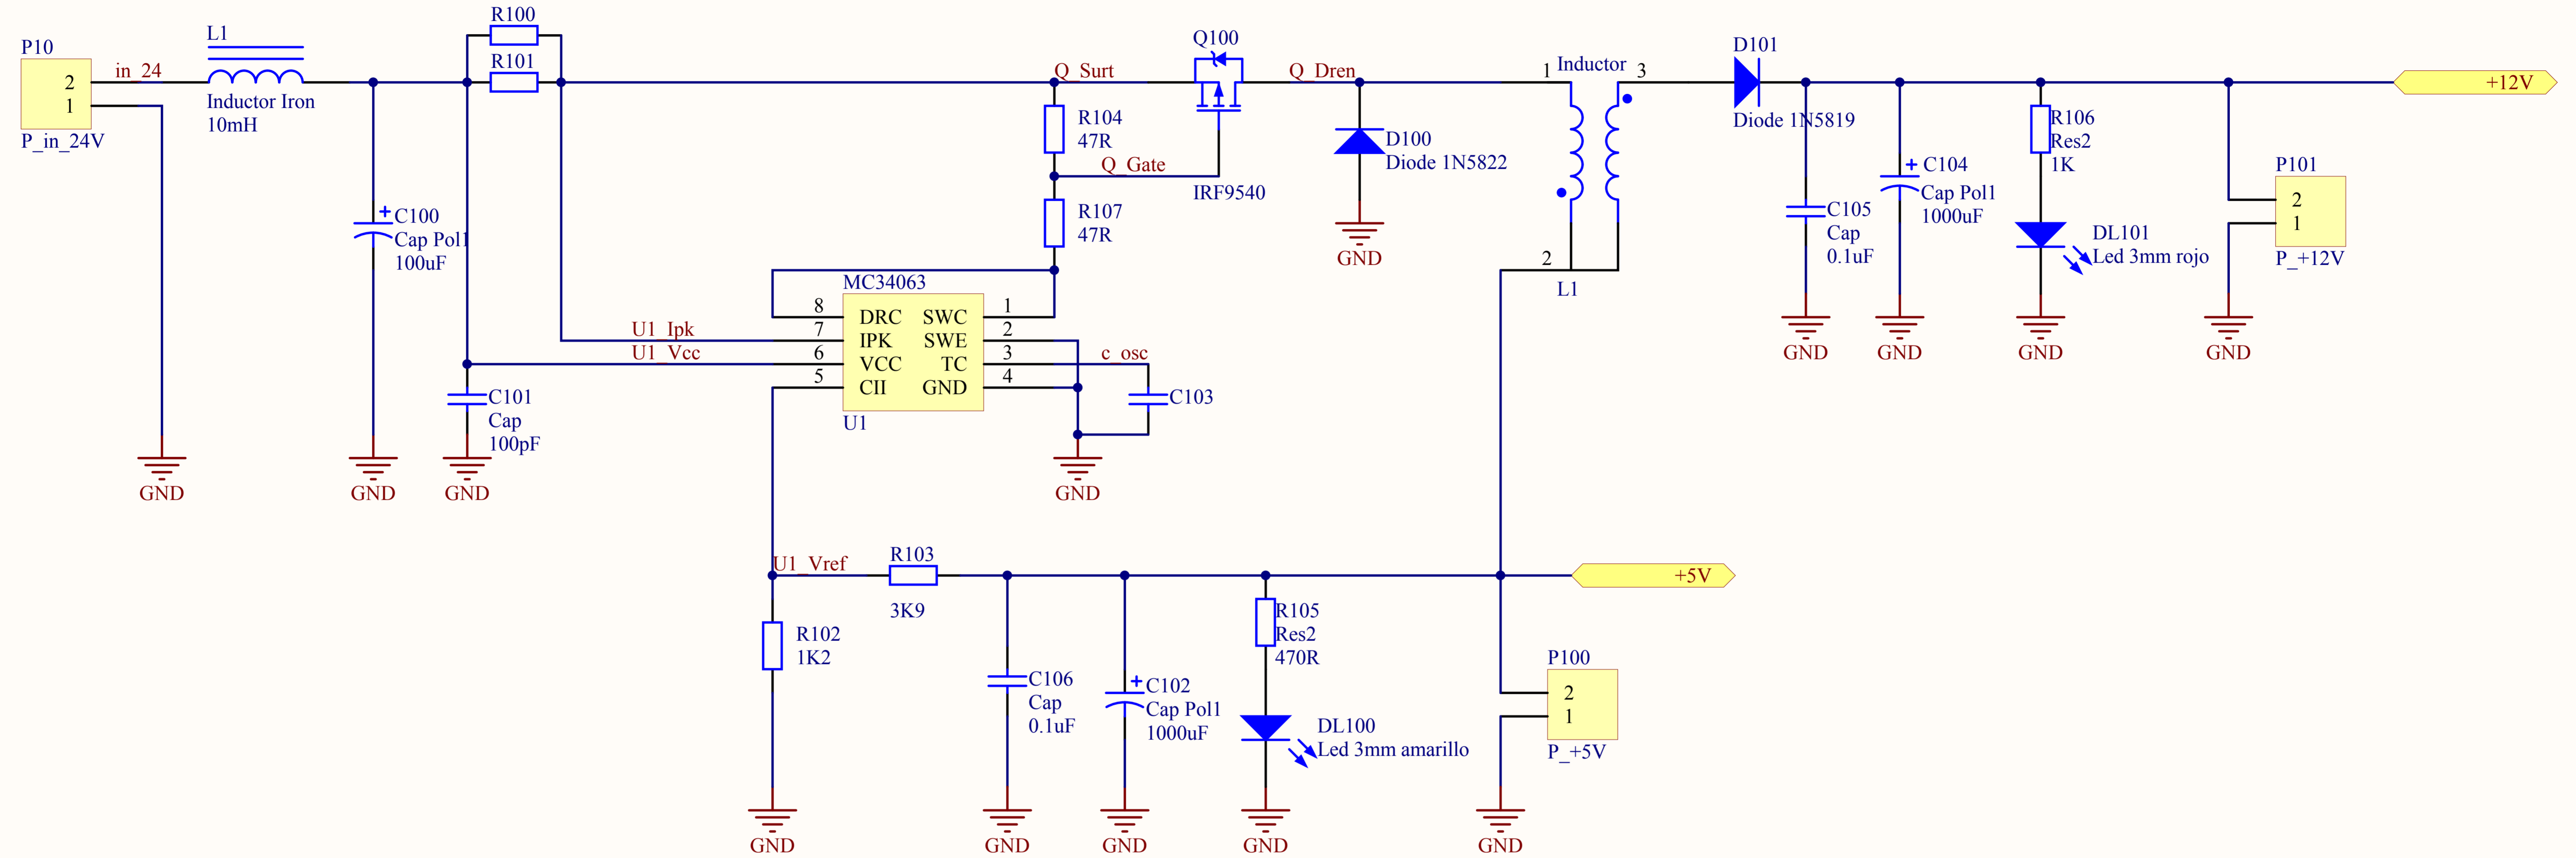 P10
2
1
P_in_24V
in_24
L1
Inductor Iron
10mH
R100
R101
C100
Cap Pol1
100uF
C101
Cap
100pF
GND
GND
GND
Q_Surt
R104
47R
Q_Gate
R107
47R
Q100
IRF9540
Q_Dren
D100
Diode 1N5822
GND
MC34063
8
7
6
5
DRC
IPK
VCC
CII
SWC
SWE
TC
GND
1
2
3
4
U1
U1_Ipk
U1_Vcc
c_osc
C103
GND
1
Inductor
3
2
L1
D101
Diode 1N5819
C105
Cap
0.1uF
C104
Cap Pol1
1000uF
R106
Res2
1K
DL101
Led 3mm rojo
P101
2
1
P_+12V
+12V
GND
GND
GND
GND
U1_Vref
R103
3K9
R102
1K2
C106
Cap
0.1uF
C102
Cap Pol1
1000uF
R105
Res2
470R
DL100
Led 3mm amarillo
+5V
P100
2
1
P_+5V
GND
GND
GND
GND
GND